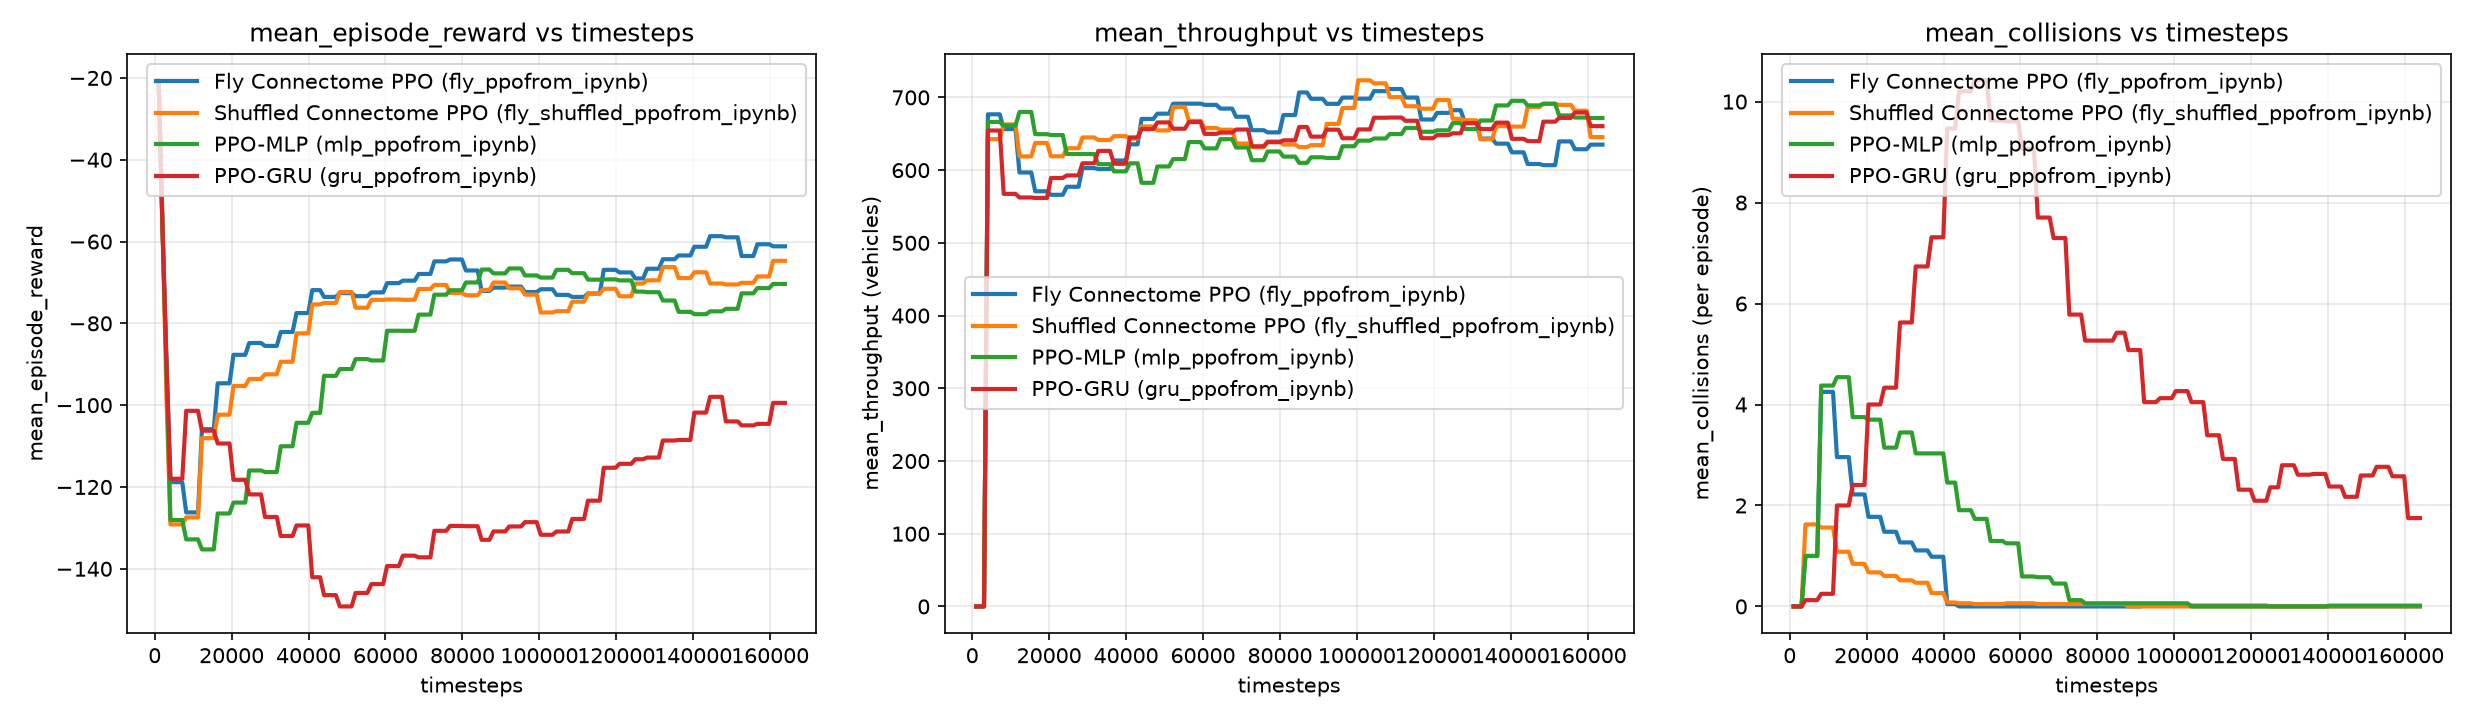 mean_episode_reward vs timesteps
−20
−40
−60
−80
−100
−120
−140
mean_episode_reward
Fly Connectome PPO (fly_ppofrom_ipynb)
Shuffled Connectome PPO (fly_shuffled_ppofrom_ipynb)
PPO-MLP (mlp_ppofrom_ipynb)
PPO-GRU (gru_ppofrom_ipynb)
0 20000 40000 60000 80000 100000 120000 140000 160000
timesteps
mean_throughput vs timesteps
700
600
500
400
300
200
100
0
mean_throughput (vehicles)
Fly Connectome PPO (fly_ppofrom_ipynb)
Shuffled Connectome PPO (fly_shuffled_ppofrom_ipynb)
PPO-MLP (mlp_ppofrom_ipynb)
PPO-GRU (gru_ppofrom_ipynb)
0 20000 40000 60000 80000 100000 120000 140000 160000
timesteps
mean_collisions vs timesteps
10
8
6
4
2
0
mean_collisions (per episode)
Fly Connectome PPO (fly_ppofrom_ipynb)
Shuffled Connectome PPO (fly_shuffled_ppofrom_ipynb)
PPO-MLP (mlp_ppofrom_ipynb)
PPO-GRU (gru_ppofrom_ipynb)
0 20000 40000 60000 80000 100000 120000 140000 160000
timesteps